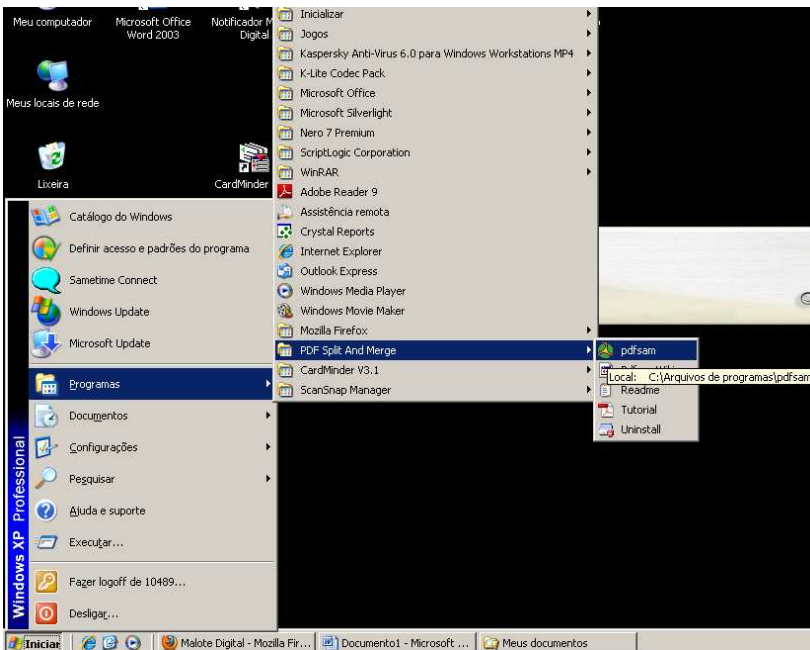 Meu computador
Microsoft Office
Word 2003
Notificador M
Digital
Meus locais de rede
Lixeira
CardMinder
Inicializar
Jogos
Kaspersky Anti-Virus 6.0 para Windows Workstations MP4
K-Lite Codec Pack
Microsoft Office
Microsoft Silverlight
Nero 7 Premium
ScriptLogic Corporation
WinRAR
Adobe Reader 9
Assistência remota
Crystal Reports
Internet Explorer
Outlook Express
Windows Media Player
Windows Movie Maker
Mozilla Firefox
PDF Split And Merge
CardMinder V3.1
ScanSnap Manager
pdfsam
Local: C:\Arquivos de programas\pdfsam
Readme
Tutorial
Uninstall
Catálogo do Windows
Definir acesso e padrões do programa
Sametime Connect
Windows Update
Microsoft Update
Programas
Documentos
Configurações
Pesquisar
Ajuda e suporte
Executar...
Fazer logoff de 10489...
Desligar...
Windows XP Professional
Iniciar
Malote Digital - Mozilla Fir...
Documento1 - Microsoft ...
Meus documentos